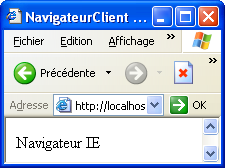 NavigateurClient ...
Fichier Edition Affichage »
Précédente »
Adresse http://localhos OK
Navigateur IE